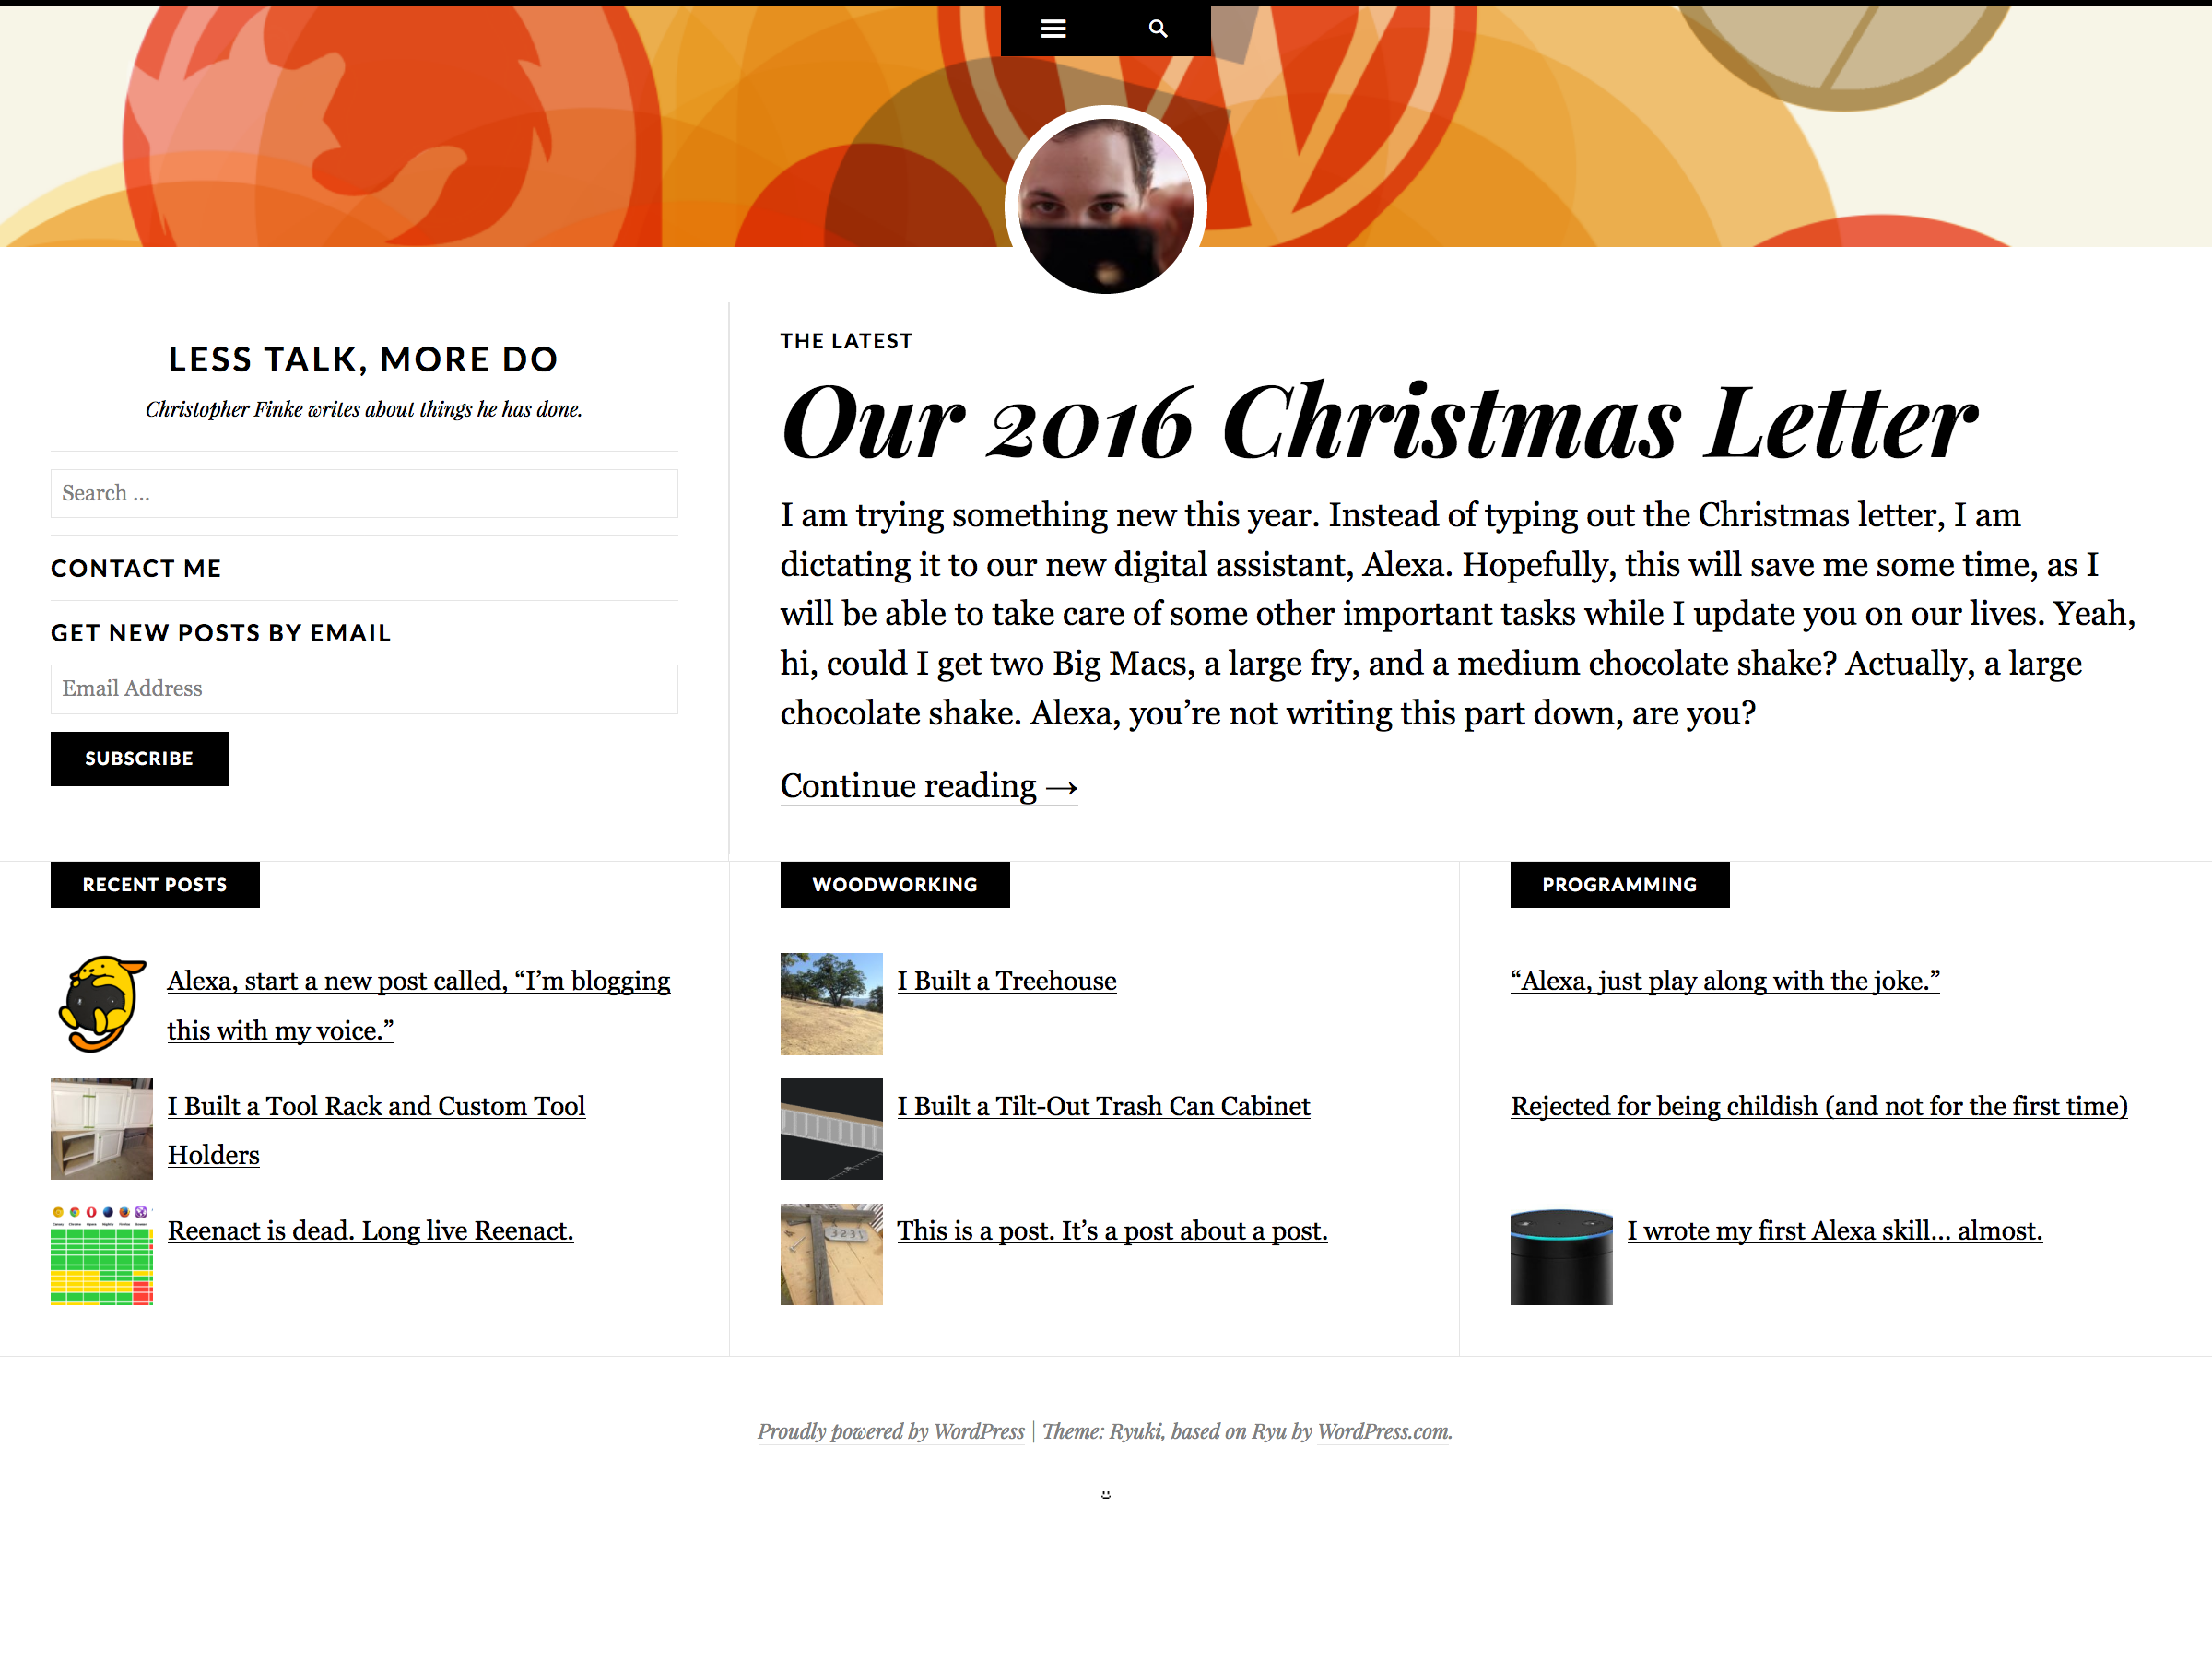 LESS TALK, MORE DO
Christopher Finke writes about things he has done.
Search ...
CONTACT ME
GET NEW POSTS BY EMAIL
Email Address
SUBSCRIBE
THE LATEST
Our 2016 Christmas Letter
I am trying something new this year. Instead of typing out the Christmas letter, I am
dictating it to our new digital assistant, Alexa. Hopefully, this will save me some time, as I
will be able to take care of some other important tasks while I update you on our lives. Yeah,
hi, could I get two Big Macs, a large fry, and a medium chocolate shake? Actually, a large
chocolate shake. Alexa, you’re not writing this part down, are you?
Continue reading →
RECENT POSTS
Alexa, start a new post called, “I’m blogging
this with my voice.”
I Built a Tool Rack and Custom Tool
Holders
Reenact is dead. Long live Reenact.
WOODWORKING
I Built a Treehouse
I Built a Tilt-Out Trash Can Cabinet
3231
This is a post. It’s a post about a post.
PROGRAMMING
“Alexa, just play along with the joke.”
Rejected for being childish (and not for the first time)
I wrote my first Alexa skill... almost.
Proudly powered by WordPress | Theme: Ryuki, based on Ryu by WordPress.com.